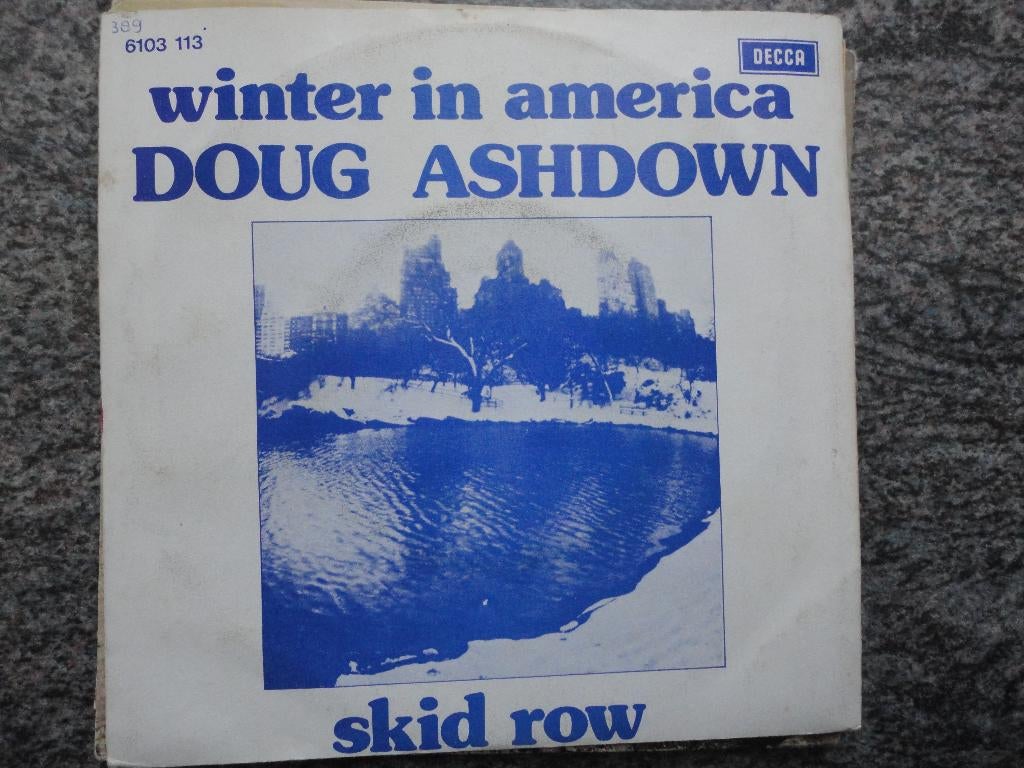 389
6103 113
DECCA
winter in america
DOUG ASHDOWN
skid row